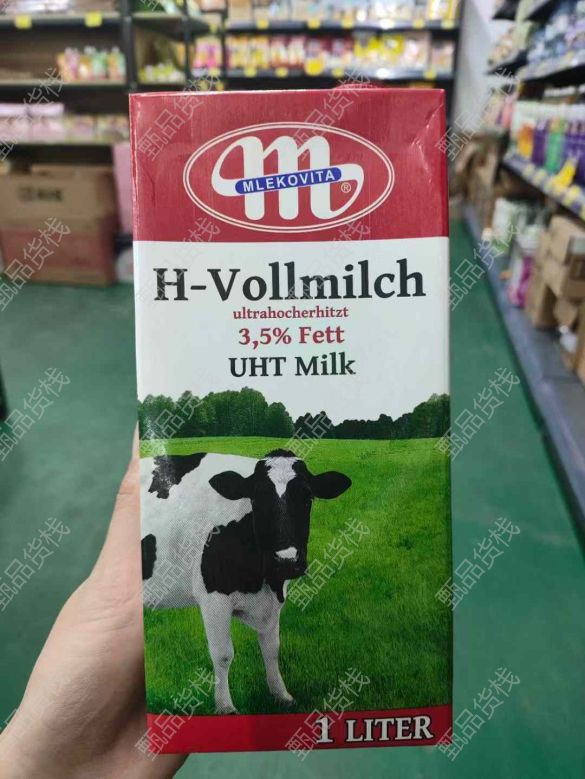 MLEKOVITA
®
H-Vollmilch
ultrahocherhitzt
3,5% Fett
UHT Milk
1 LITER
甄品货栈